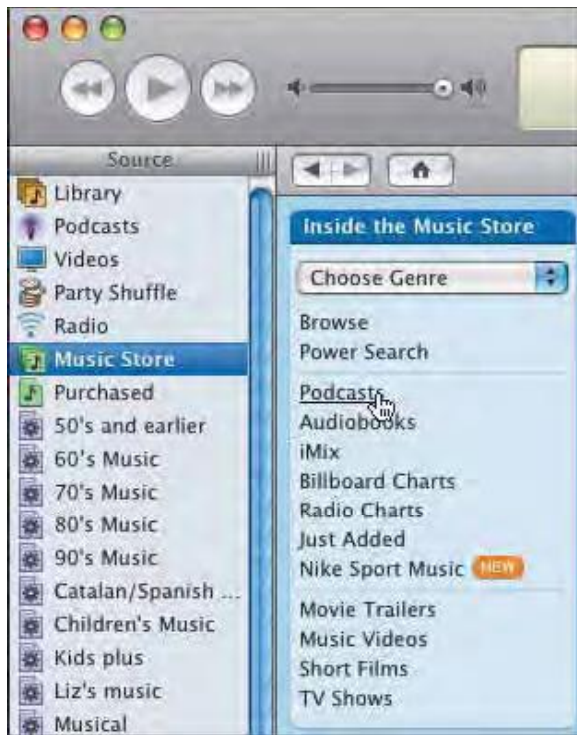 Source
Library
Podcasts
Videos
Party Shuffle
Radio
Music Store
Purchased
50's and earlier
60's Music
70's Music
80's Music
90's Music
Catalan/Spanish ...
Children's Music
Kids plus
Liz's music
Musical
Inside the Music Store
Choose Genre
Browse
Power Search
Podcasts
Audiobooks
iMix
Billboard Charts
Radio Charts
Just Added
Nike Sport Music NEW
Movie Trailers
Music Videos
Short Films
TV Shows